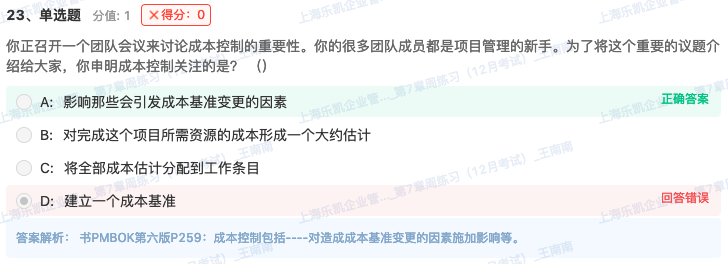 23、单选题 分值: 1 ×得分：0
你正召开一个团队会议来讨论成本控制的重要性。你的很多团队成员都是项目管理的新手。为了将这个重要的议题介
绍给大家，你申明成本控制关注的是？（）
A: 影响那些会引发成本基准变更的因素 正确答案
B: 对完成这个项目所需资源的成本形成一个大约估计
C: 将全部成本估计分配到工作条目
D: 建立一个成本基准 回答错误
答案解析： 书PMBOK第六版P259：成本控制包括----对造成成本基准变更的因素施加影响等。
上海乐凯企业管..._第7章周练习（12月考试）_王南南